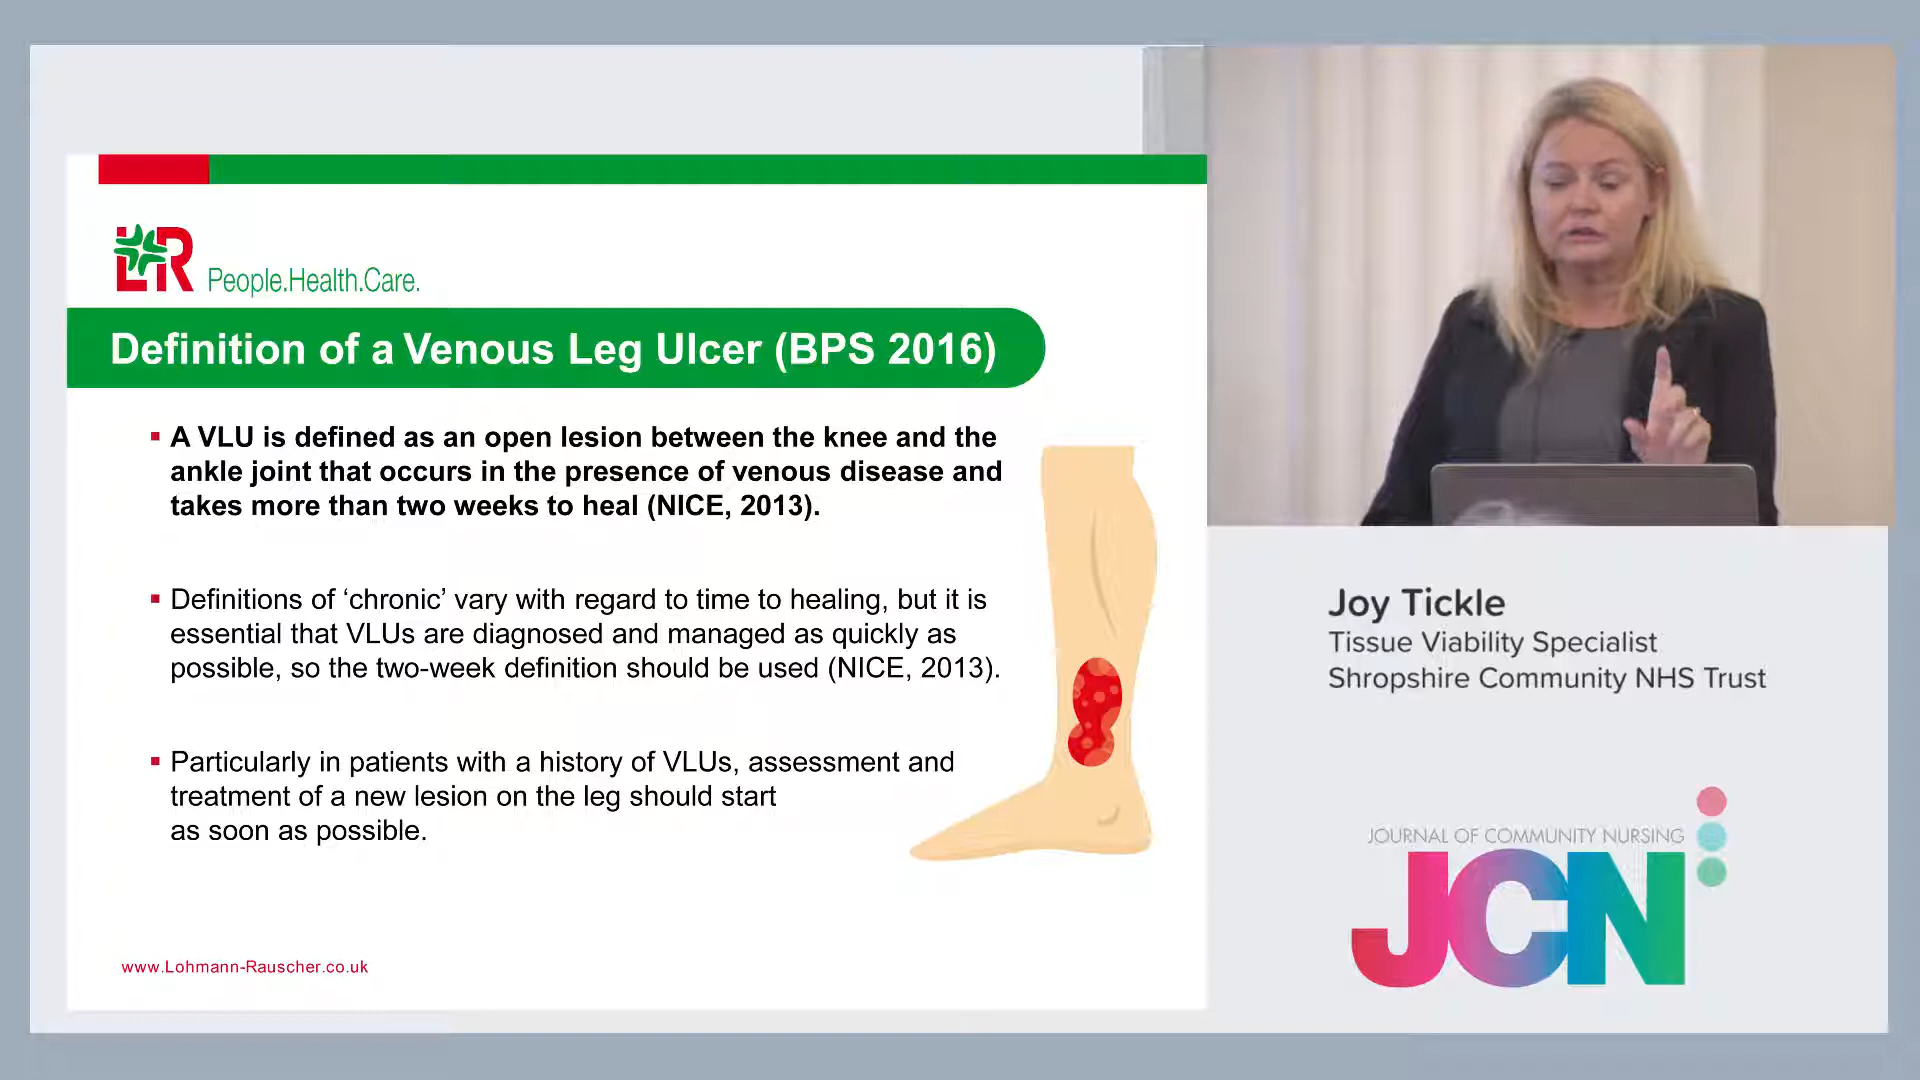 L&R People.Health.Care.
Definition of a Venous Leg Ulcer (BPS 2016)
▪ A VLU is defined as an open lesion between the knee and the
ankle joint that occurs in the presence of venous disease and
takes more than two weeks to heal (NICE, 2013).
▪ Definitions of ‘chronic’ vary with regard to time to healing, but it is
essential that VLUs are diagnosed and managed as quickly as
possible, so the two-week definition should be used (NICE, 2013).
▪ Particularly in patients with a history of VLUs, assessment and
treatment of a new lesion on the leg should start
as soon as possible.
www.Lohmann-Rauscher.co.uk
Joy Tickle
Tissue Viability Specialist
Shropshire Community NHS Trust
JOURNAL OF COMMUNITY NURSING
JCN